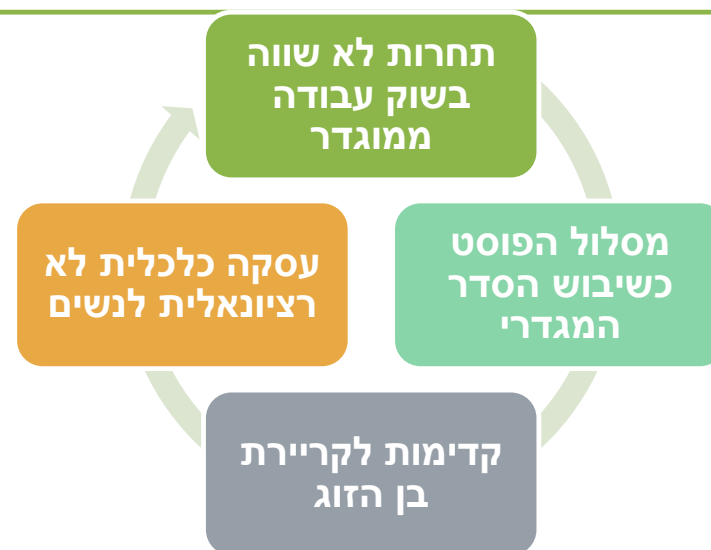 תחרות לא שווה
בשוק עבודה
ממוגדר
מסלול הפוסט
כשיבוש הסדר
המגדרי
קדימות לקריירת
בן הזוג
עסקה כלכלית לא
רציונאלית לנשים